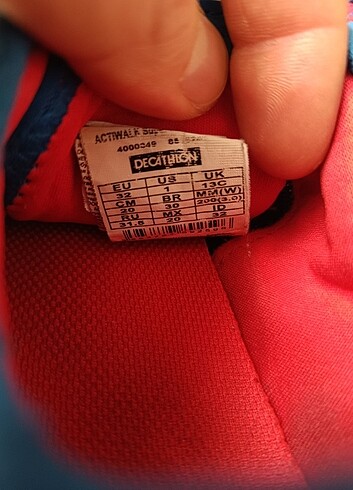 ACTIWALK
4000349
DECATHLON
EU US UK
32 1 13C
CM BR MM(W)
20 30 200(3.0)
RU MX ID
31.5 20 32